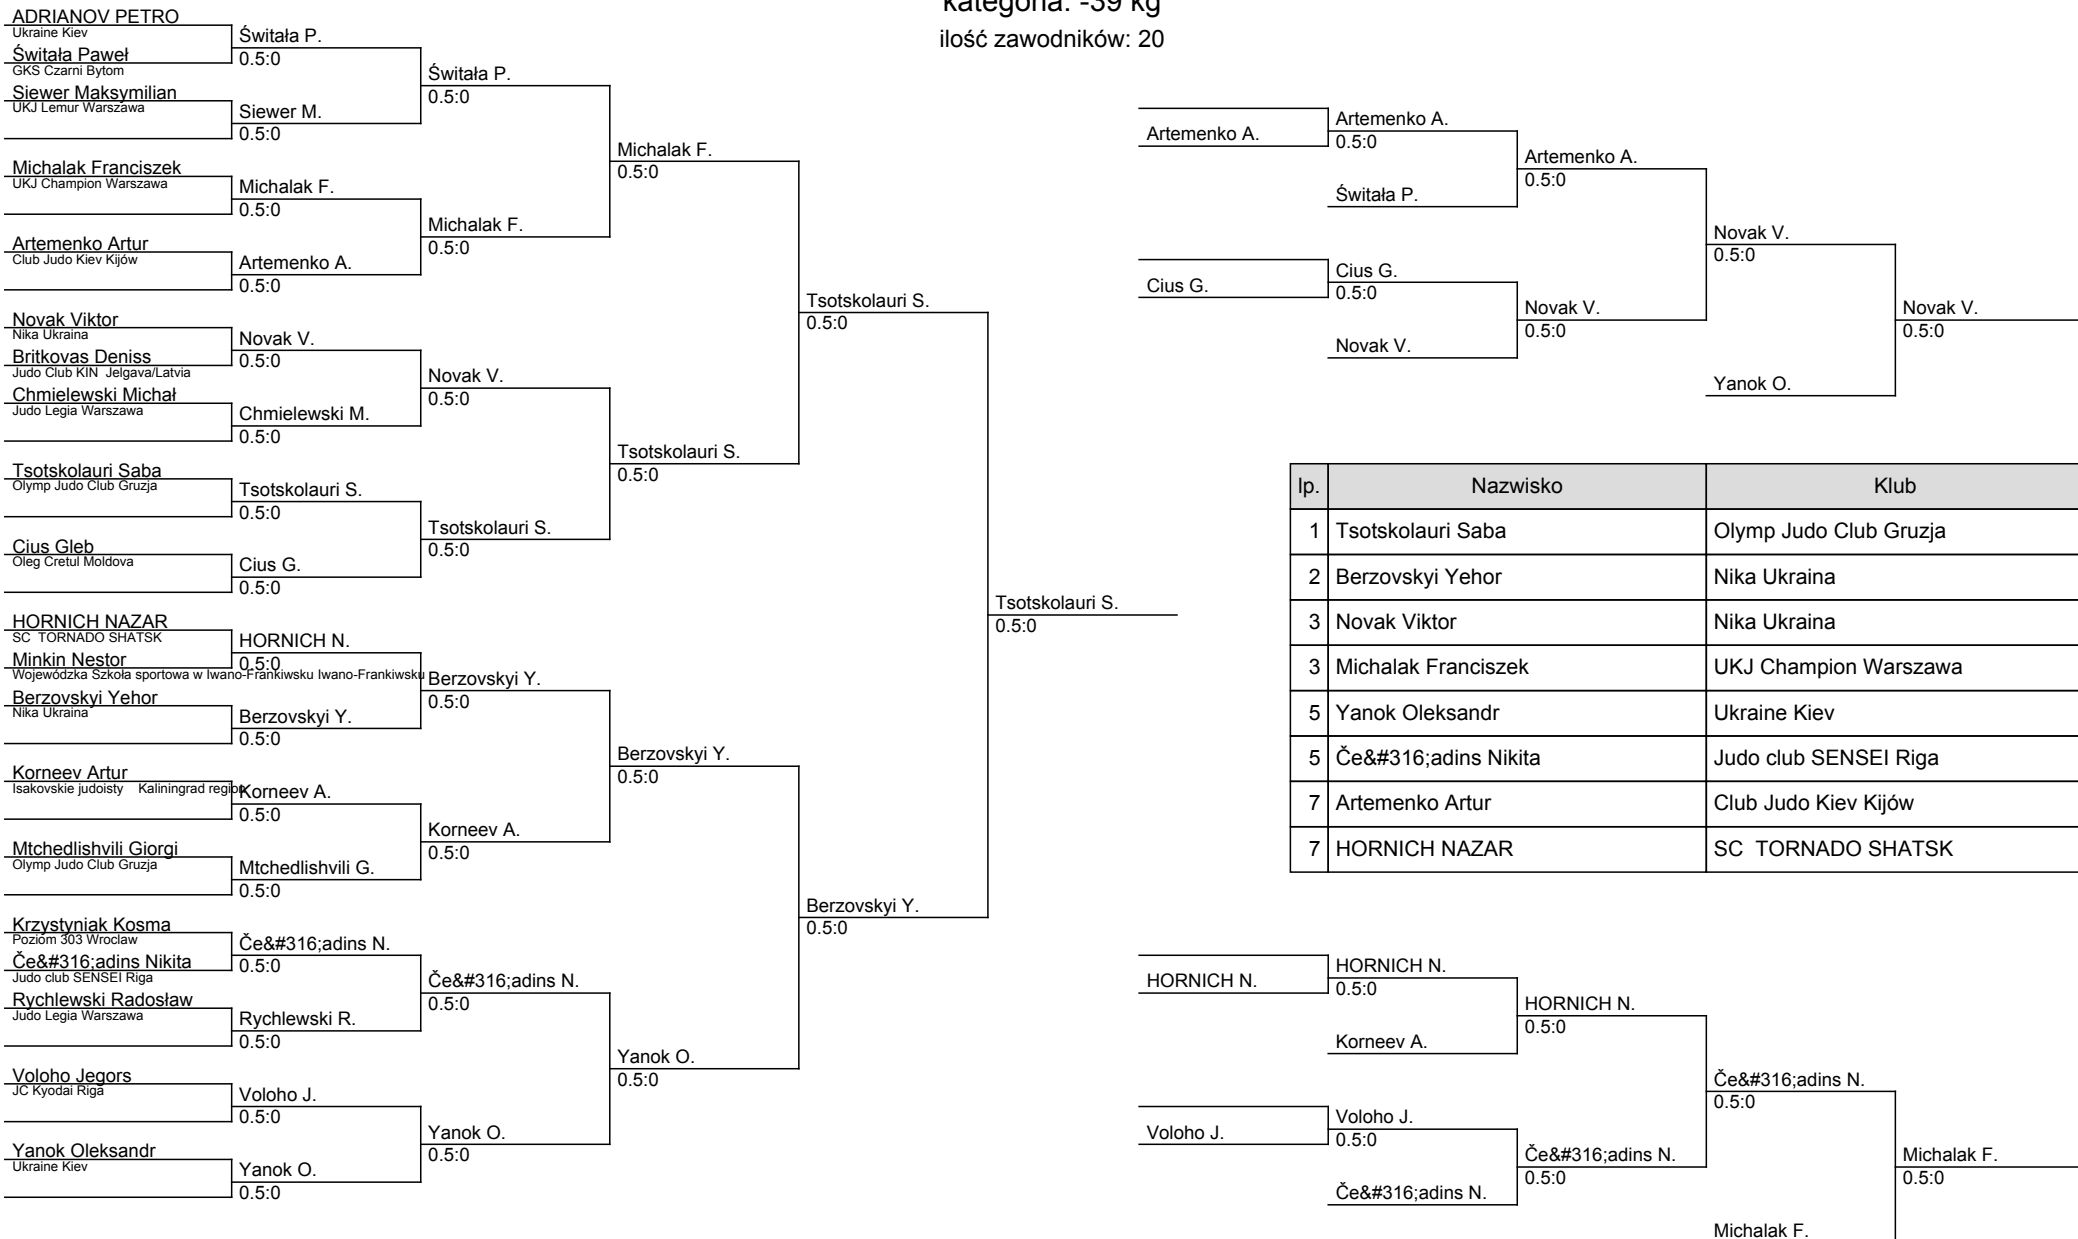 kategoria: -39 kg
ilość zawodników: 20
ADRIANOV PETRO
Ukraine Kiev
Świtała Paweł
GKS Czarni Bytom
Siewer Maksymilian
UKJ Lemur Warszawa
Michalak Franciszek
UKJ Champion Warszawa
Artemenko Artur
Club Judo Kiev Kijów
Novak Viktor
Nika Ukraina
Britkovas Deniss
Judo Club KIN Jelgava/Latvia
Chmielewski Michał
Judo Legia Warszawa
Tsotskolauri Saba
Olymp Judo Club Gruzja
Cius Gleb
Oleg Cretul Moldova
HORNICH NAZAR
SC TORNADO SHATSK
Minkin Nestor
Wojewódzka Szkoła sportowa w Iwano-Frankiwsku Iwano-Frankiwsku
Berzovskyi Yehor
Nika Ukraina
Korneev Artur
Isakovskie judoisty Kaliningrad region
Mtchedlishvili Giorgi
Olymp Judo Club Gruzja
Krzystyniak Kosma
Poziom 303 Wroclaw
Če&#316;adins Nikita
Judo club SENSEI Riga
Rychlewski Radosław
Judo Legia Warszawa
Voloho Jegors
JC Kyodai Riga
Yanok Oleksandr
Ukraine Kiev
Świtała P.
0.5:0
Siewer M.
0.5:0
Michalak F.
0.5:0
Artemenko A.
0.5:0
Novak V.
0.5:0
Chmielewski M.
0.5:0
Tsotskolauri S.
0.5:0
Cius G.
0.5:0
HORNICH N.
0.5:0
Berzovskyi Y.
0.5:0
Korneev A.
0.5:0
Mtchedlishvili G.
0.5:0
Če&#316;adins N.
0.5:0
Rychlewski R.
0.5:0
Voloho J.
0.5:0
Yanok O.
0.5:0
Świtała P.
0.5:0
Michalak F.
0.5:0
Novak V.
0.5:0
Tsotskolauri S.
0.5:0
Berzovskyi Y.
0.5:0
Korneev A.
0.5:0
Če&#316;adins N.
0.5:0
Yanok O.
0.5:0
Michalak F.
0.5:0
Tsotskolauri S.
0.5:0
Berzovskyi Y.
0.5:0
Yanok O.
0.5:0
Tsotskolauri S.
0.5:0
Berzovskyi Y.
0.5:0
Tsotskolauri S.
0.5:0
Artemenko A.
Cius G.
Artemenko A.
0.5:0
Świtała P.
Cius G.
0.5:0
Novak V.
Artemenko A.
0.5:0
Novak V.
0.5:0
Novak V.
0.5:0
Yanok O.
Novak V.
0.5:0
lp. Nazwisko Klub
1 Tsotskolauri Saba Olymp Judo Club Gruzja
2 Berzovskyi Yehor Nika Ukraina
3 Novak Viktor Nika Ukraina
3 Michalak Franciszek UKJ Champion Warszawa
5 Yanok Oleksandr Ukraine Kiev
5 Če&#316;adins Nikita Judo club SENSEI Riga
7 Artemenko Artur Club Judo Kiev Kijów
7 HORNICH NAZAR SC TORNADO SHATSK
HORNICH N.
Voloho J.
HORNICH N.
0.5:0
Korneev A.
Voloho J.
0.5:0
Če&#316;adins N.
HORNICH N.
0.5:0
Če&#316;adins N.
0.5:0
Če&#316;adins N.
0.5:0
Michalak F.
Michalak F.
0.5:0